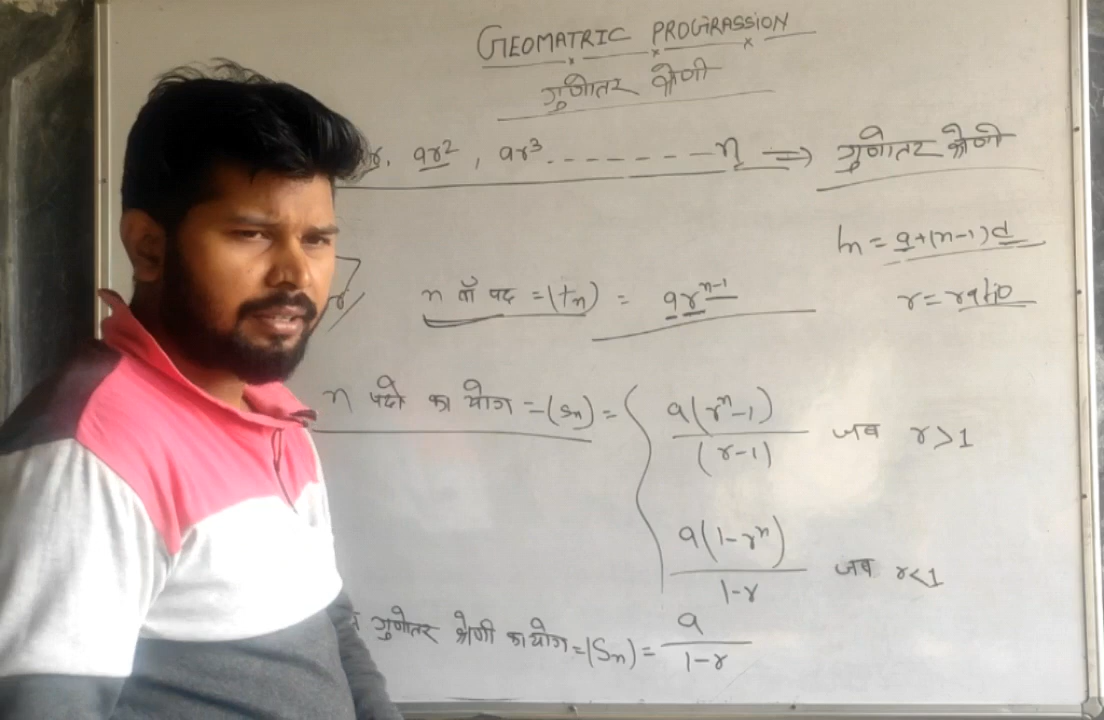 GEOMATRIC PROGRASSION
गुणोतर श्रेणी
ar², ar³ - - - - - - - n ⇒ गुणोतर श्रेणी
tn = a+(n-1)d
n वाँ पद = (tn) = ar^n-1
r = ratio
n पदो का योग = (Sn) = { a(r^n-1) / (r-1) जब r>1
a(1-r^n) / 1-r जब r<1
गुणोतर श्रेणी का योग = (Sn) = a / 1-r